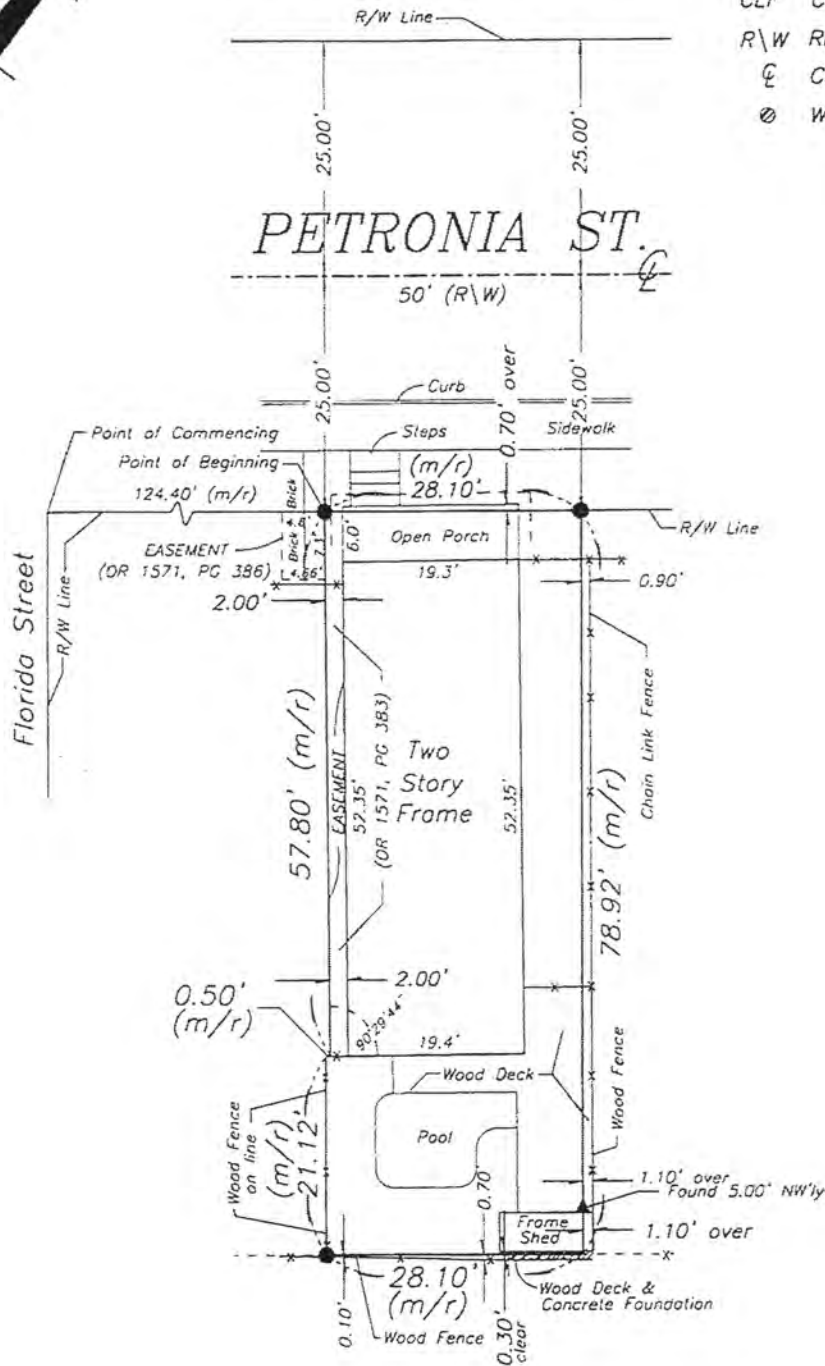 R/W Line
CLF C
R\W R
℄ C
W
25.00'
25.00'
PETRONIA ST.
℄
50' (R\W)
25.00'
25.00'
0.70' over
Curb
Point of Commencing
Steps
Sidewalk
Point of Beginning
(m/r)
124.40' (m/r)
28.10'
R/W Line
Brick
Brick
EASEMENT
(OR 1571, PG 386)
7.1'
6.0'
Open Porch
4.66'
19.3'
0.90'
2.00'
Florida Street
R/W Line
Chain Link Fence
57.80' (m/r)
EASEMENT
52.35'
(OR 1571, PG 383)
Two
Story
Frame
52.35'
78.92' (m/r)
0.50'
(m/r)
2.00'
90°29'44"
19.4'
Wood Deck
Wood Fence
Pool
Wood Fence
on line
(m/r)
21.12'
0.70'
1.10' over
Found 5.00' NW'ly
Frame
Shed
1.10' over
28.10'
(m/r)
Wood Deck &
Concrete Foundation
0.10'
Wood Fence
0.30'
clear